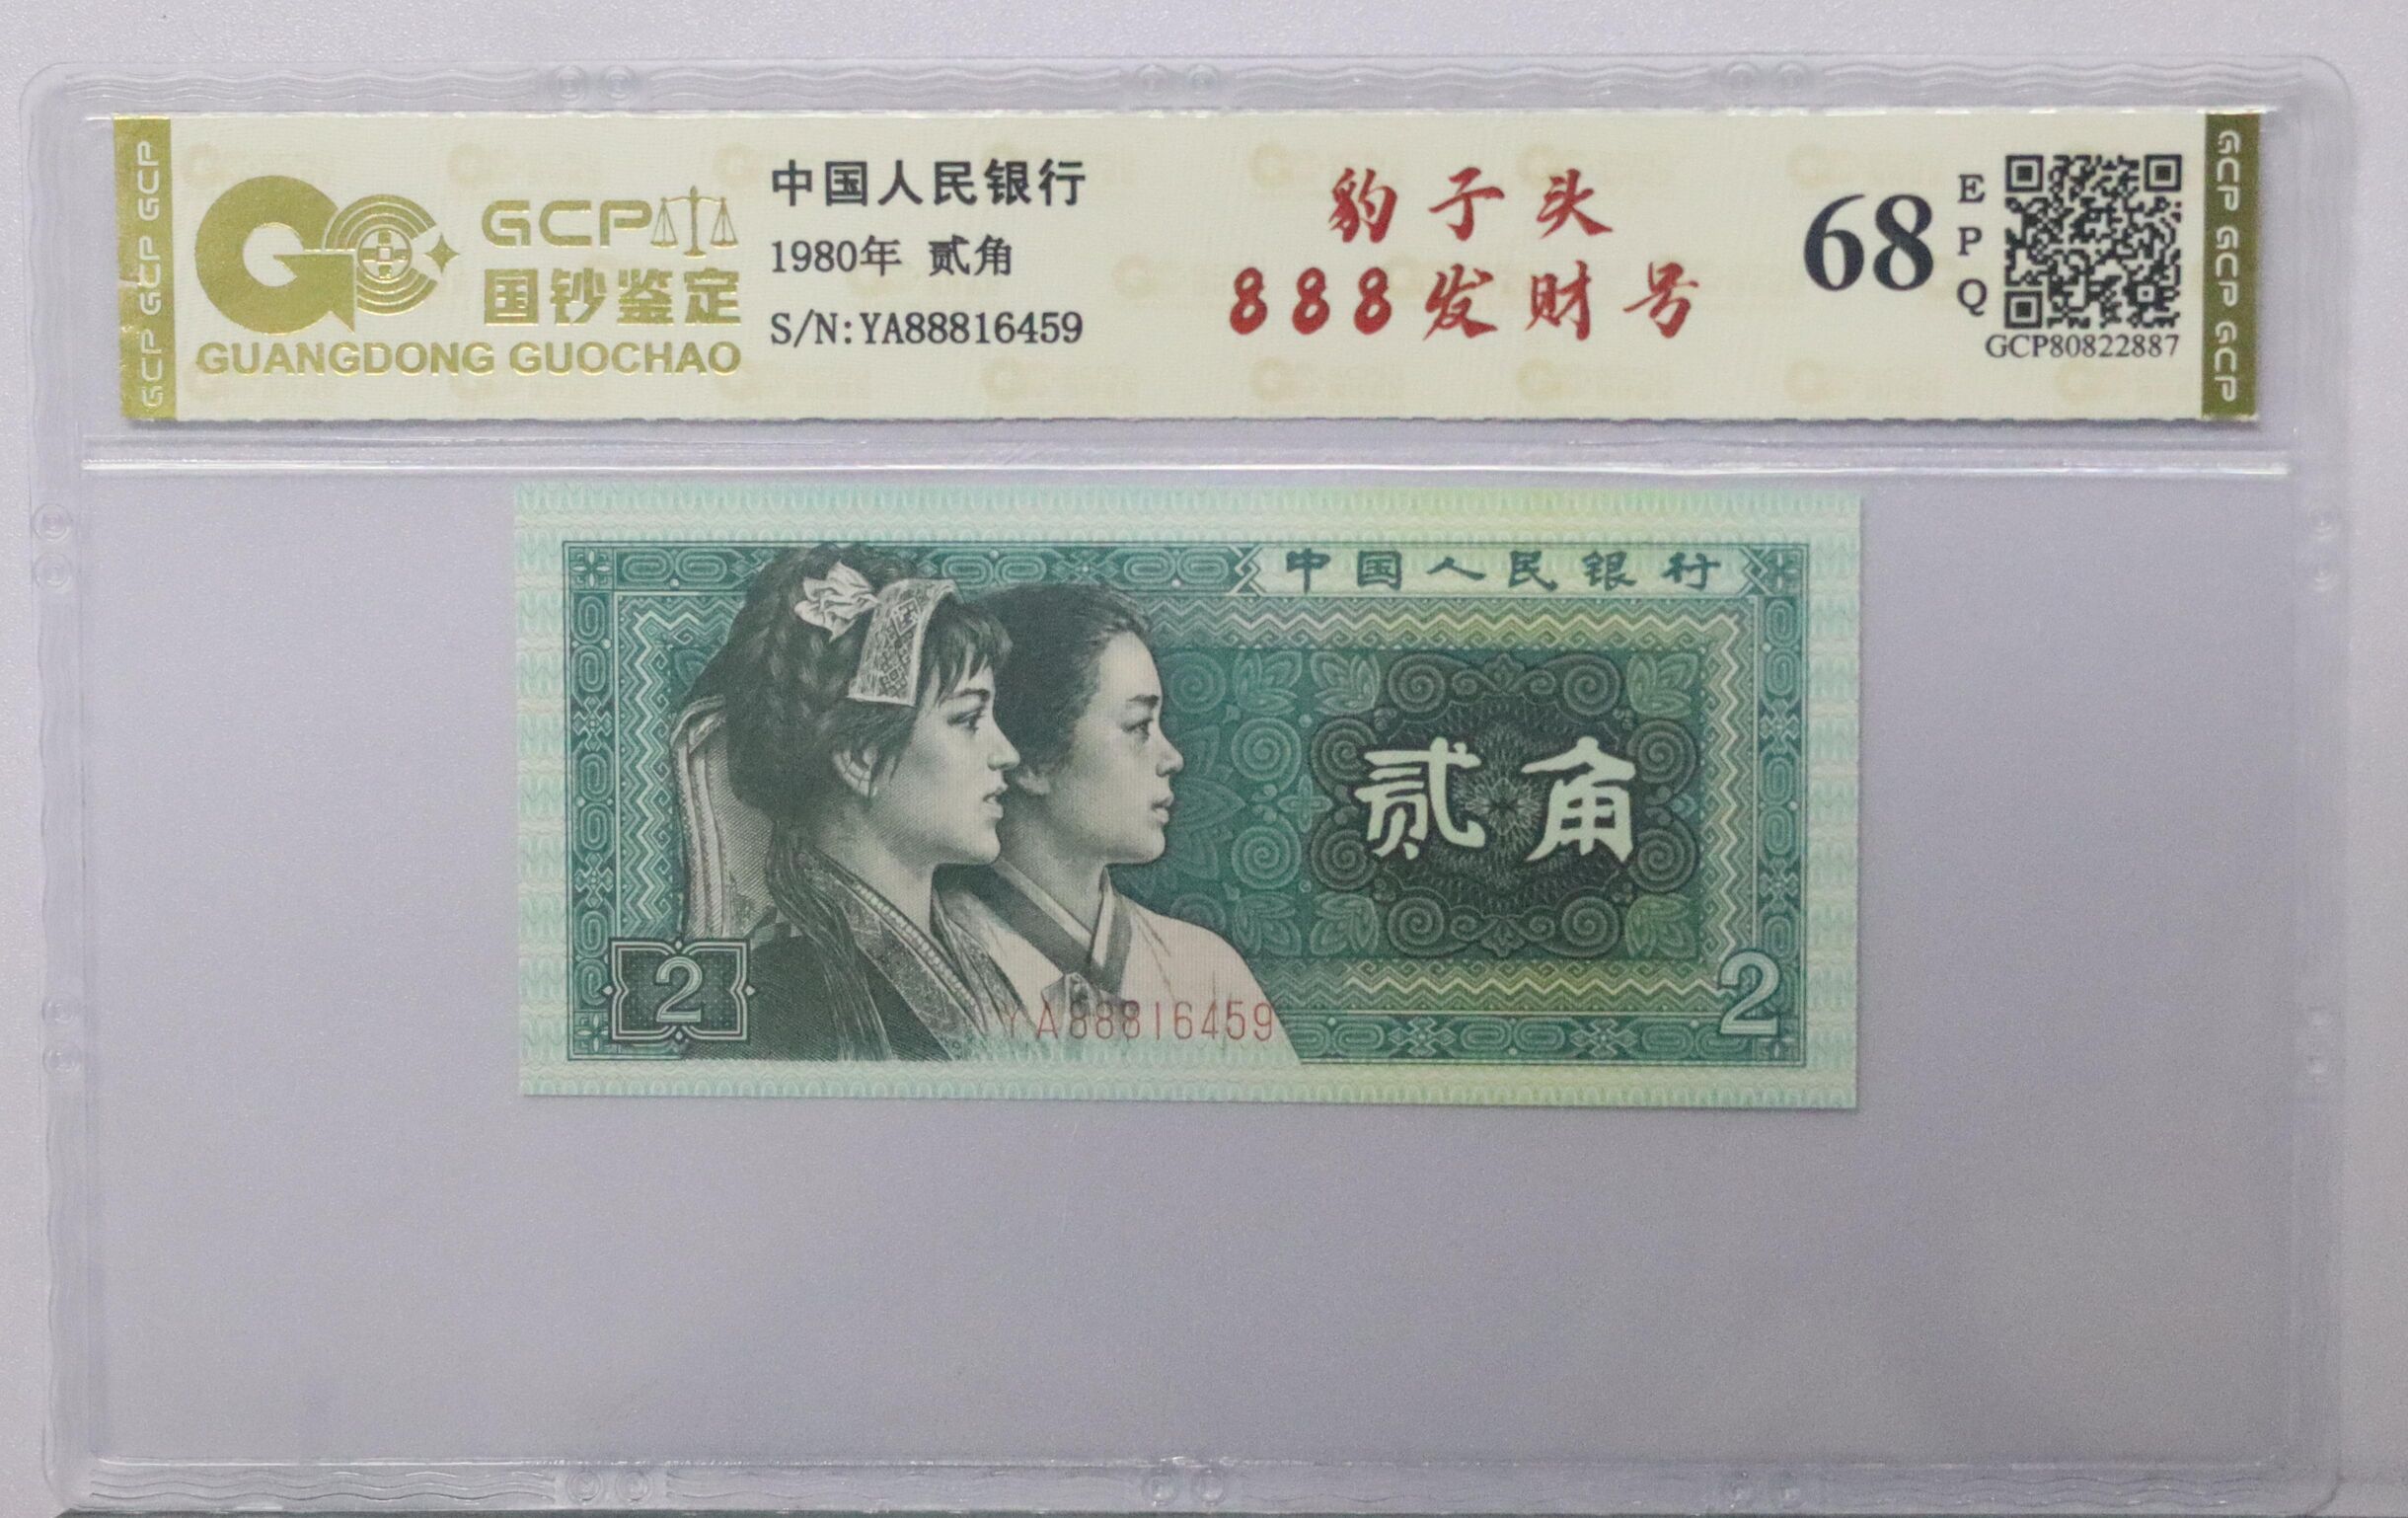 GCP GCP GCP
GCP
国钞鉴定
GUANGDONG GUOCHAO
中国人民银行
1980年 贰角
S/N:YA88816459
豹子头
888发财号
68
EPQ
GCP80822887
GCP GCP GCP
中国人民银行
贰角
2
YA88816459
2